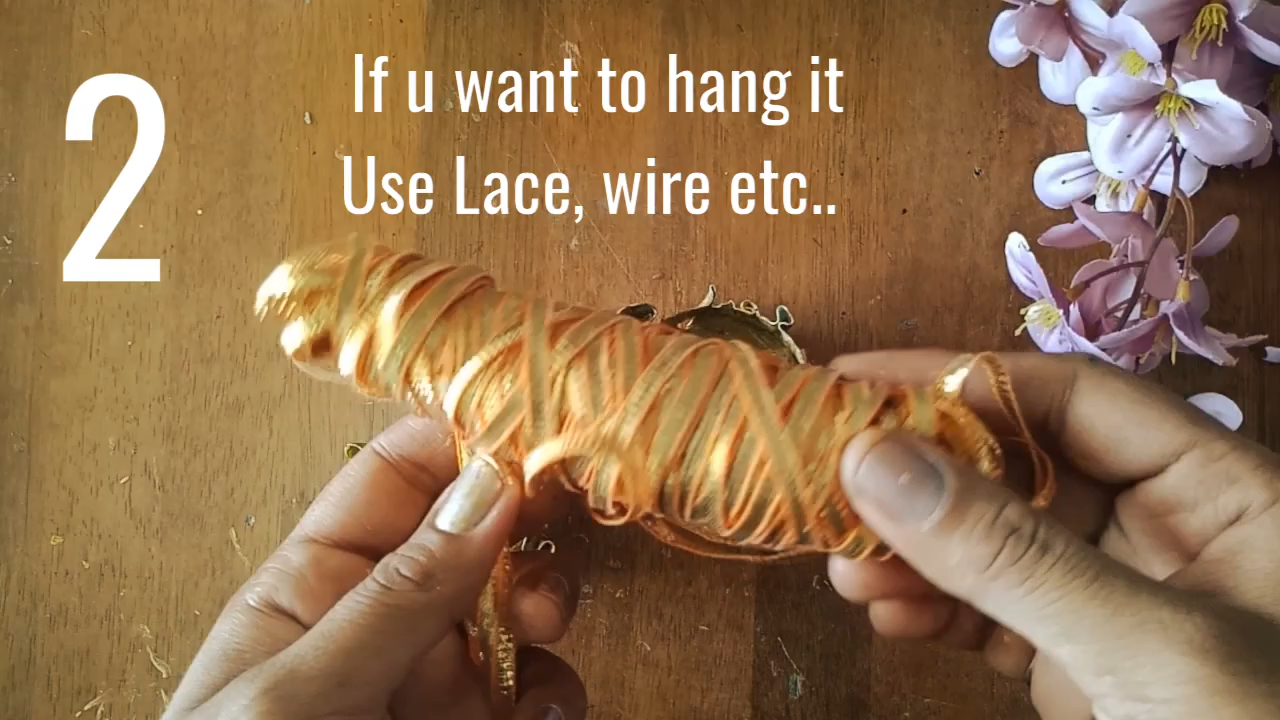 2
If u want to hang it
Use Lace, wire etc..